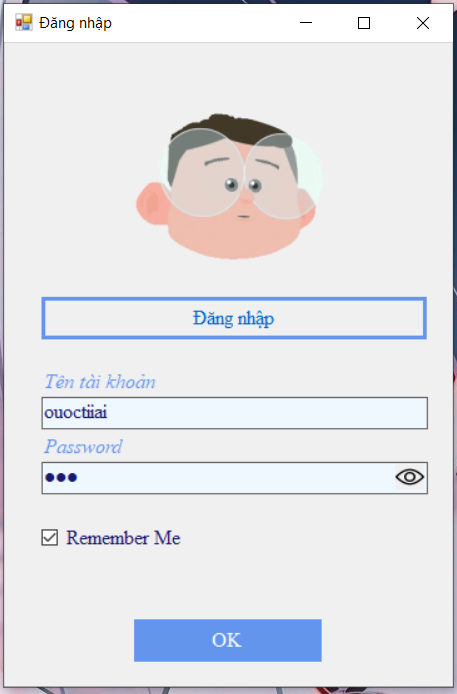 Đăng nhập
Đăng nhập
Tên tài khoản
ouoctiiai
Password
●●●
Remember Me
OK